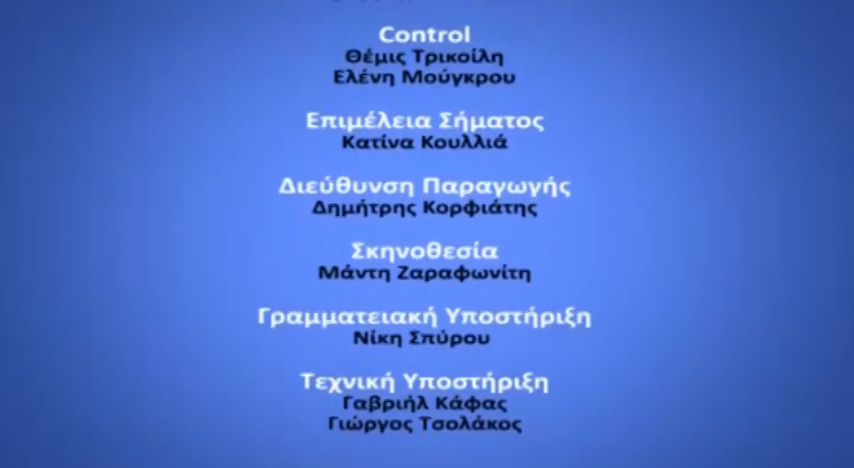 Control
Θέμις Τρικοίλη
Ελένη Μούγκρου
Επιμέλεια Σήματος
Κατίνα Κουλλιά
Διεύθυνση Παραγωγής
Δημήτρης Κορφιάτης
Σκηνοθεσία
Μάντη Ζαραφωνίτη
Γραμματειακή Υποστήριξη
Νίκη Σπύρου
Τεχνική Υποστήριξη
Γαβριήλ Κάφας
Γιώργος Τσολάκος